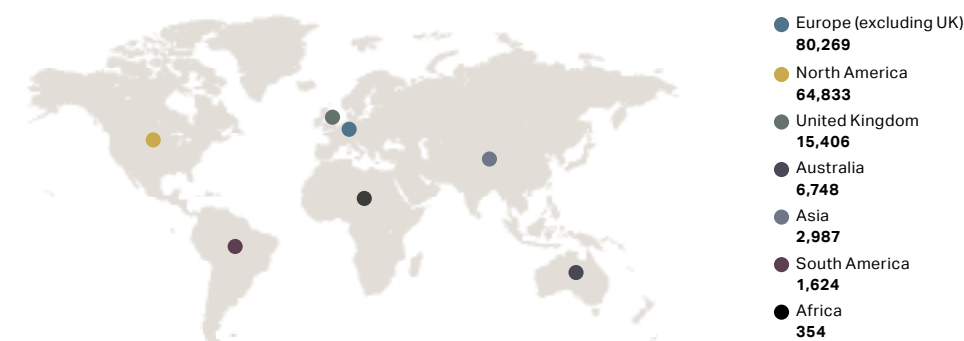 Europe (excluding UK)
80,269
North America
64,833
United Kingdom
15,406
Australia
6,748
Asia
2,987
South America
1,624
Africa
354